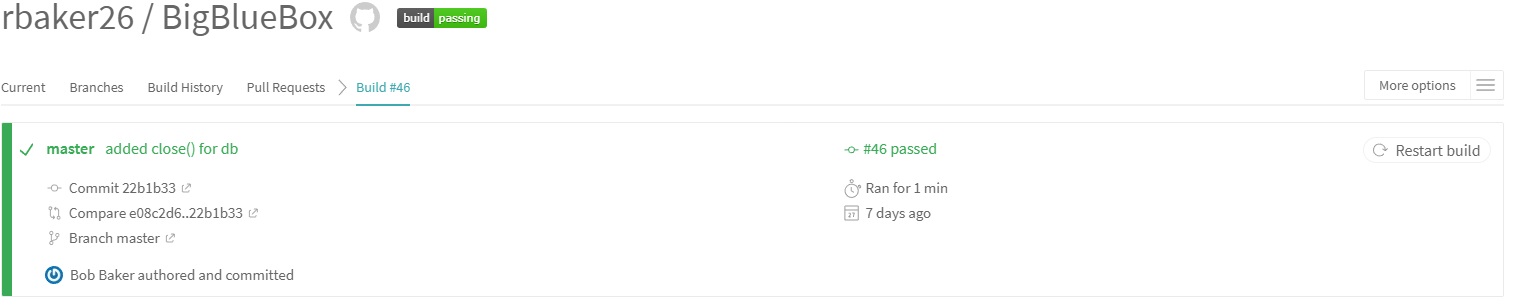 rbaker26 / BigBlueBox build passing
Current Branches Build History Pull Requests Build #46 More options
master added close() for db #46 passed Restart build
Commit 22b1b33 Ran for 1 min
Compare e08c2d6..22b1b33 27 7 days ago
Branch master
Bob Baker authored and committed